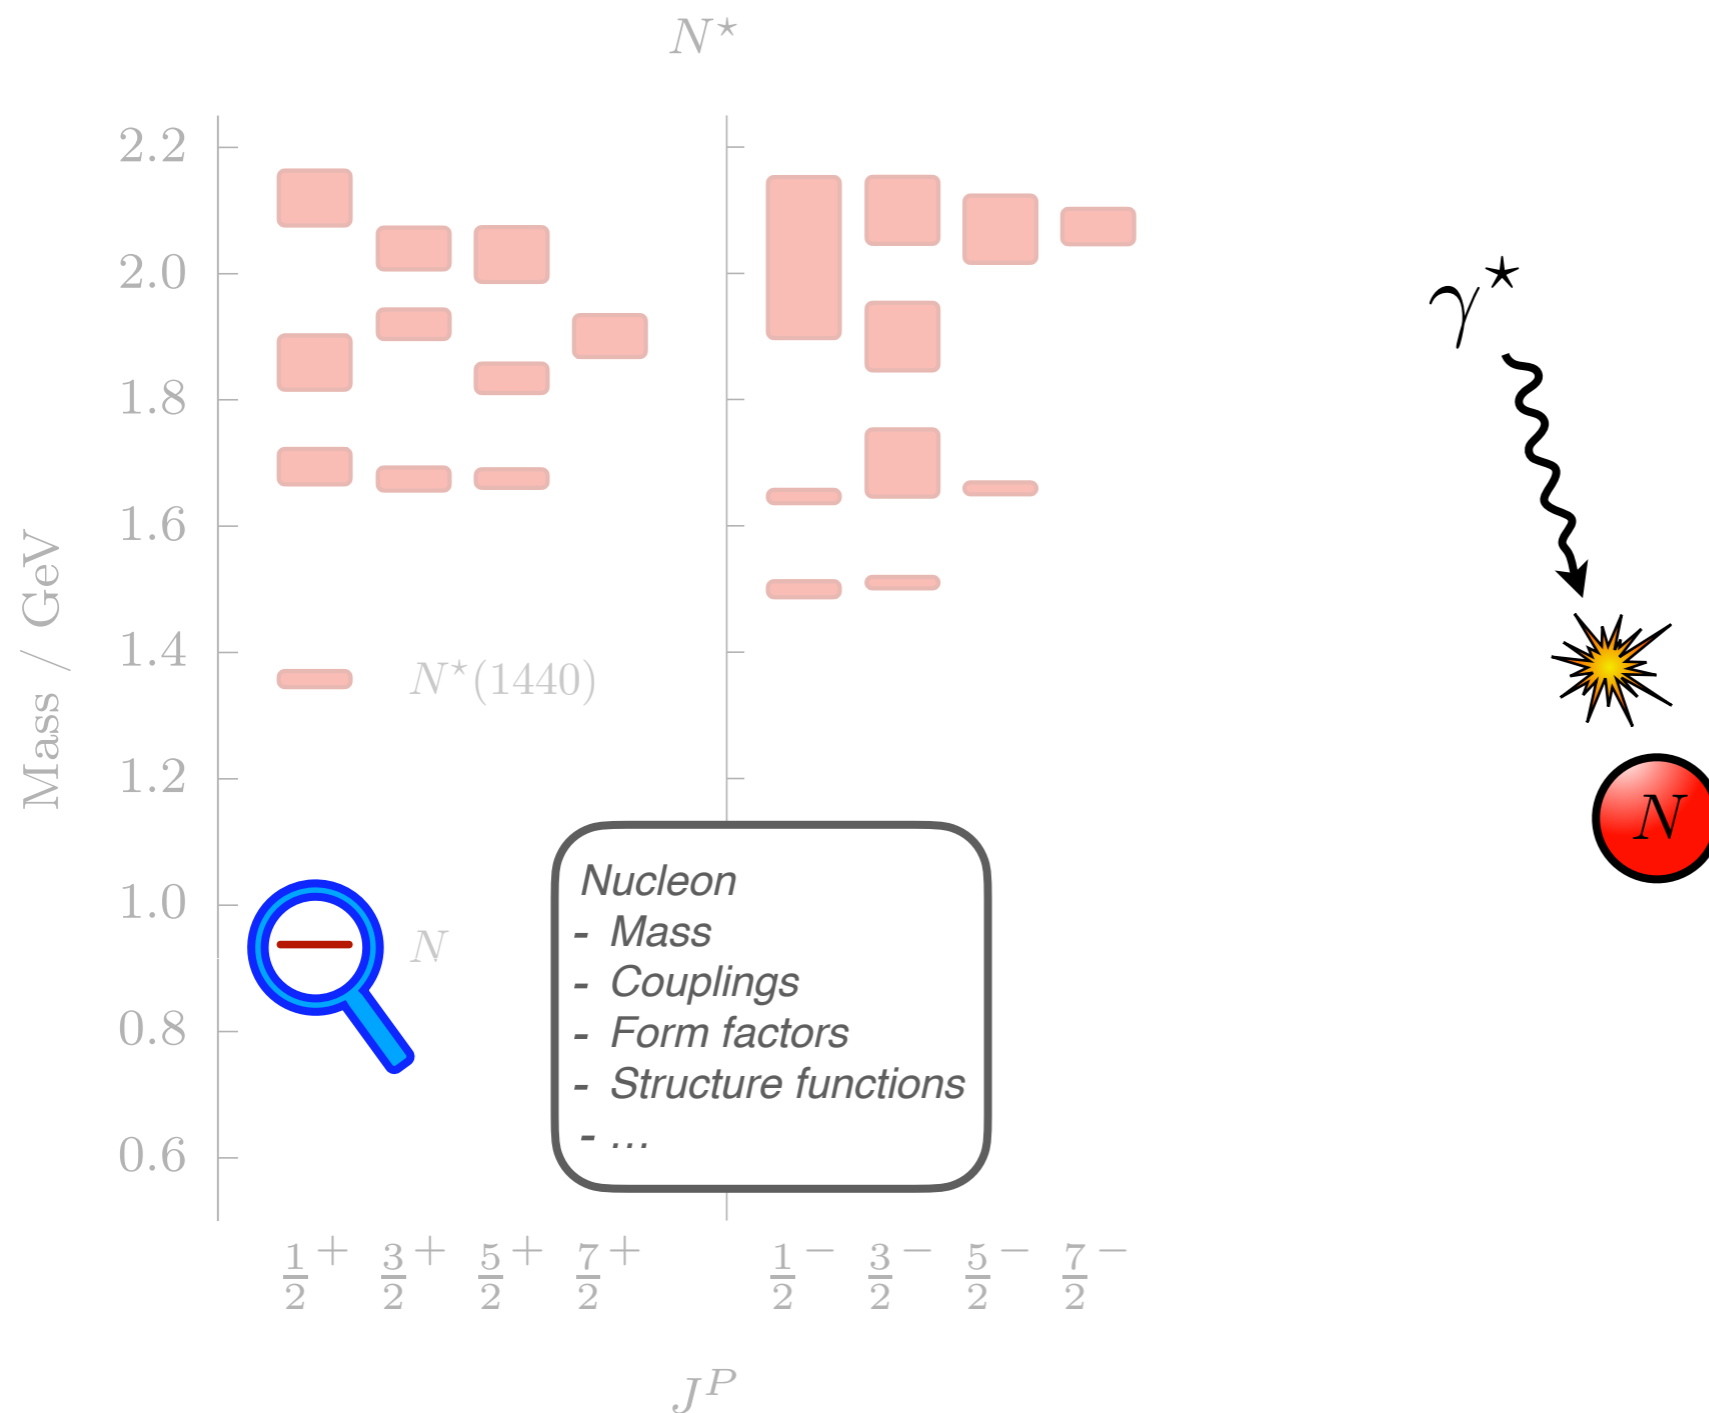 N⋆
Mass / GeV
2.2
2.0
1.8
1.6
1.4
1.2
1.0
0.8
0.6
N⋆(1440)
N
Nucleon
- Mass
- Couplings
- Form factors
- Structure functions
- ...
1/2+ 3/2+ 5/2+ 7/2+ 1/2− 3/2− 5/2− 7/2−
J^P
γ⋆
N